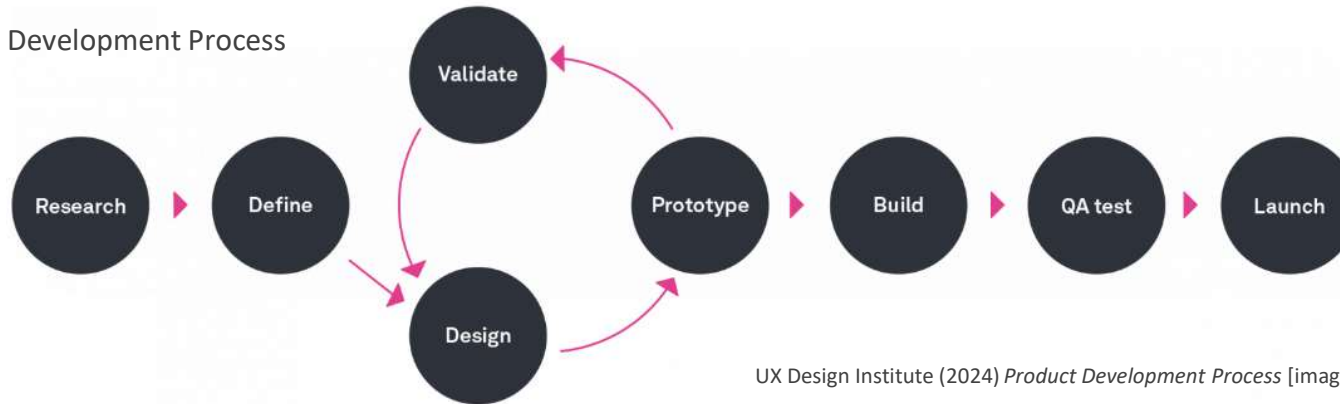 Development Process
Validate
Research
Define
Prototype
Build
QA test
Launch
Design
UX Design Institute (2024) Product Development Process [imag